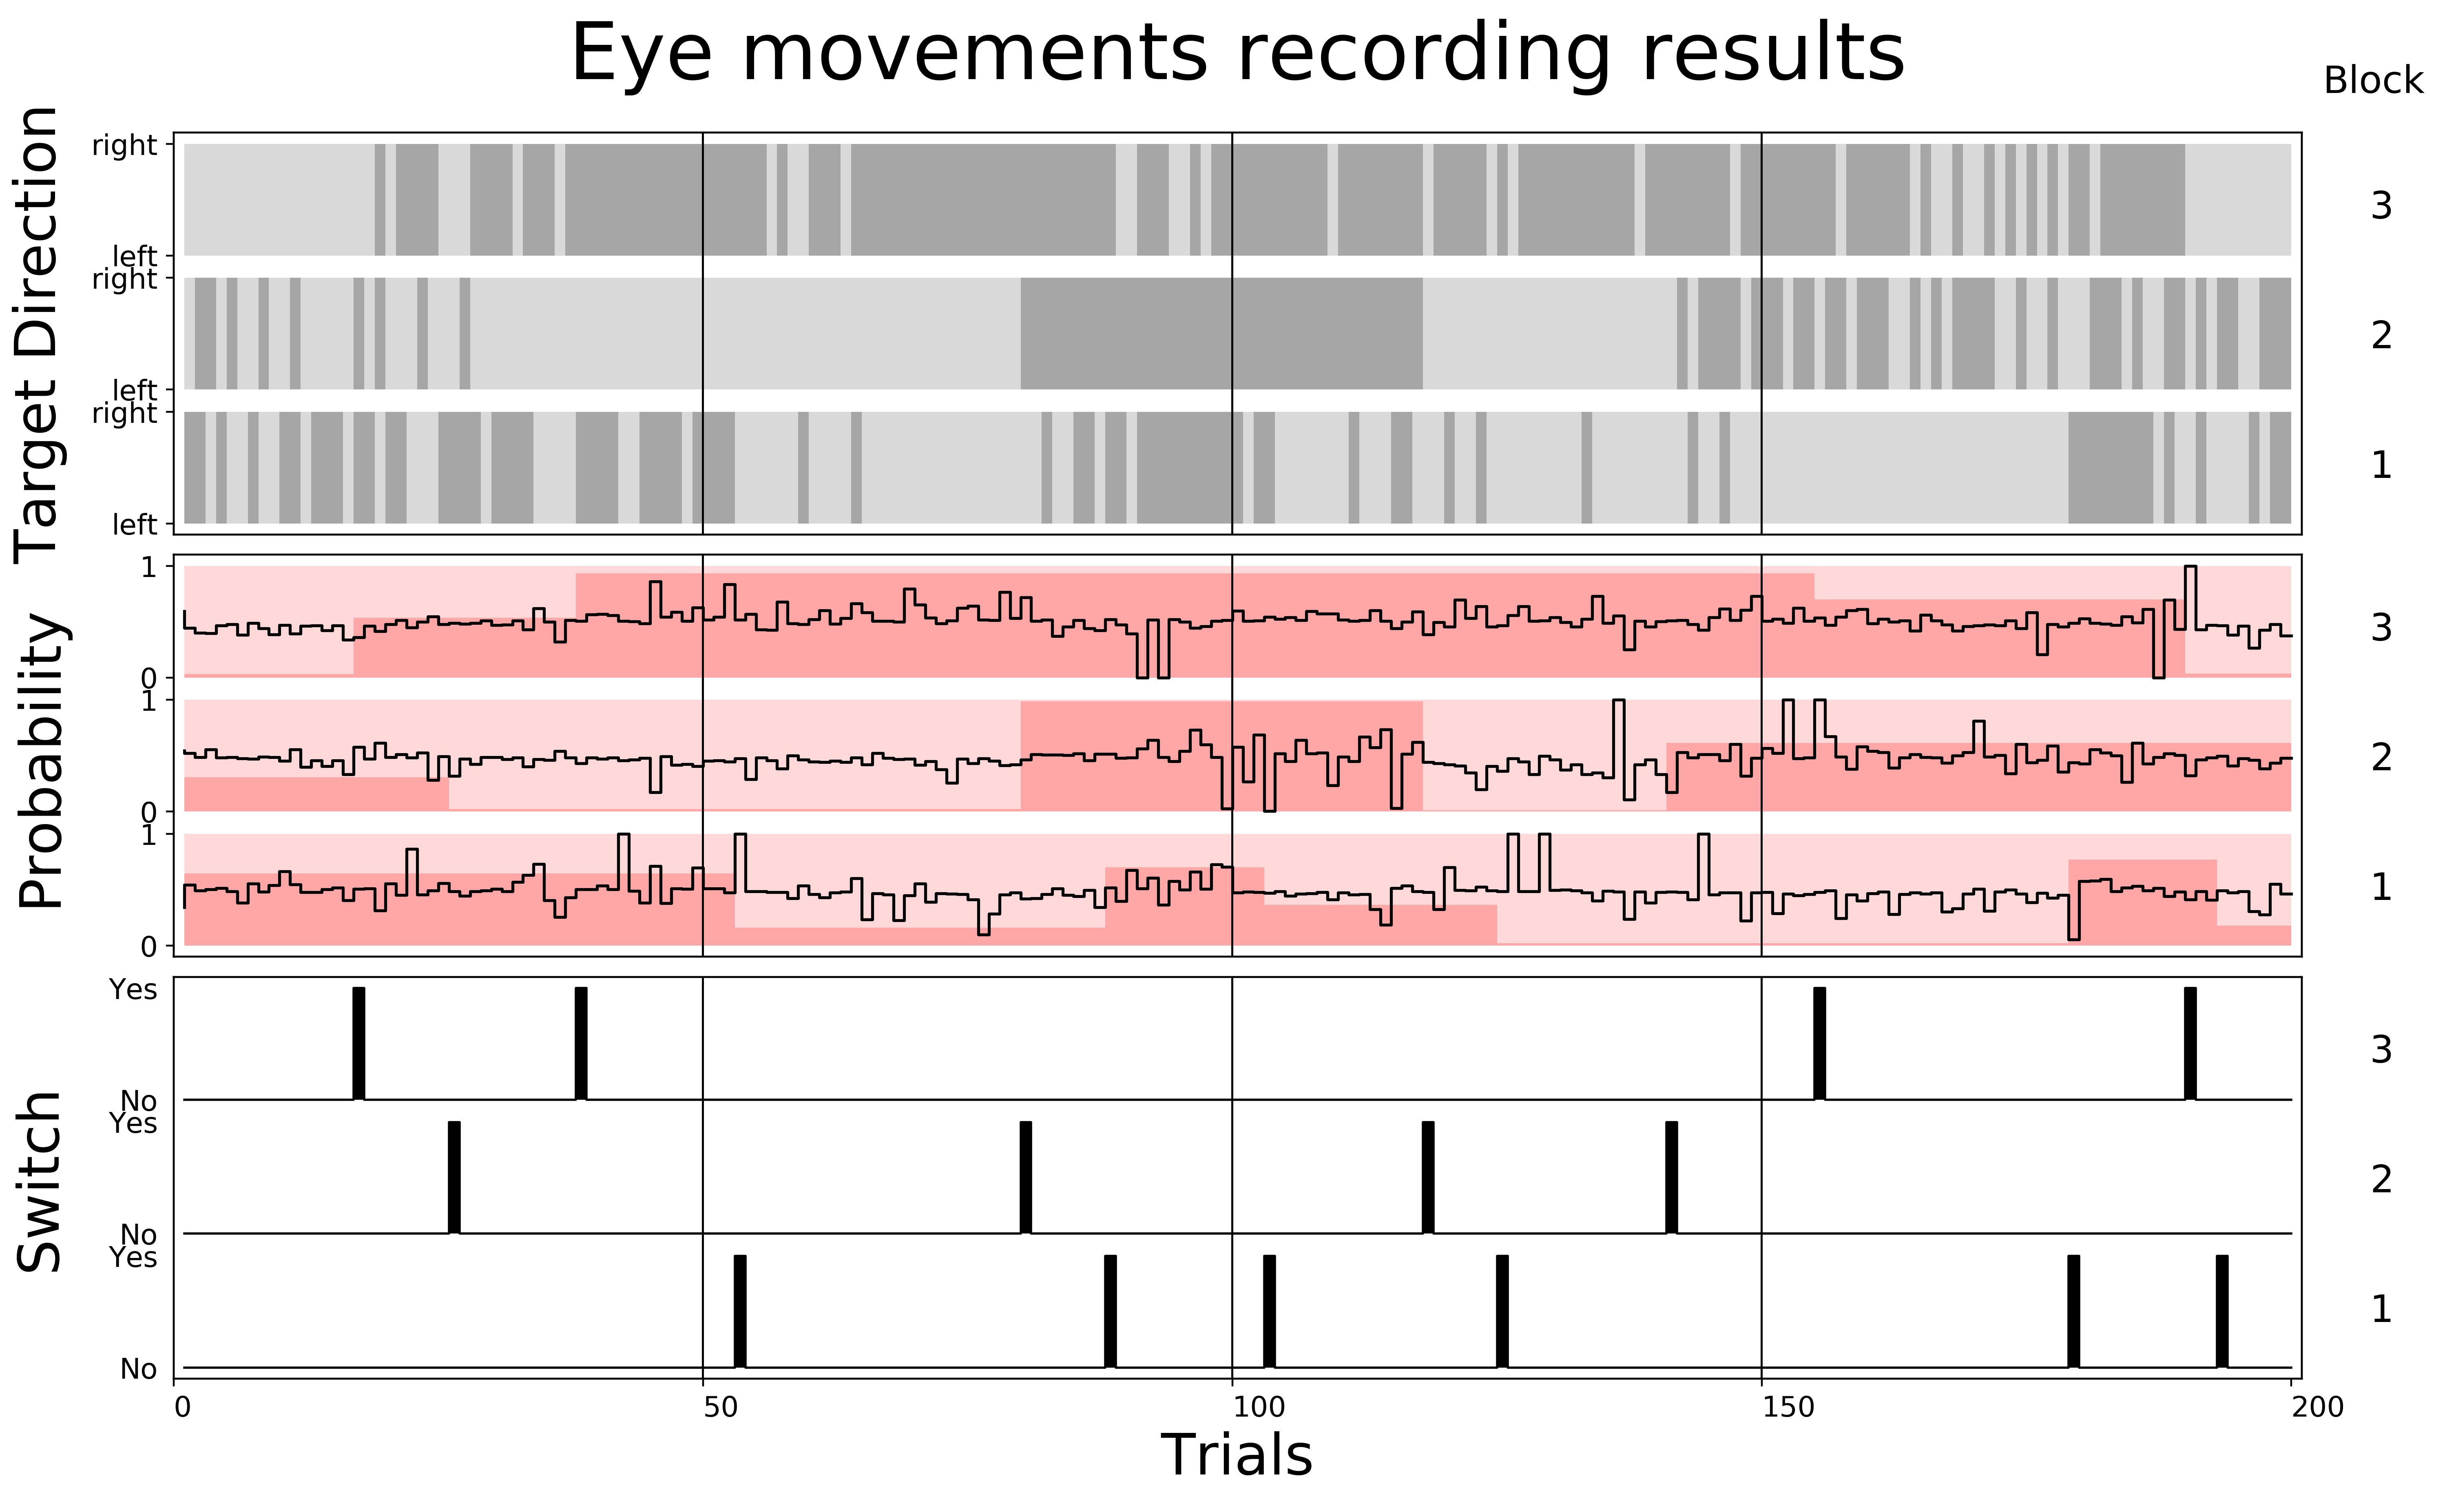 Eye movements recording results
Block
Target Direction
right
left
right
left
right
left
3
2
1
Probability
1
0
1
0
1
0
3
2
1
Switch
Yes
No
Yes
No
Yes
No
3
2
1
0 50 100 150 200
Trials